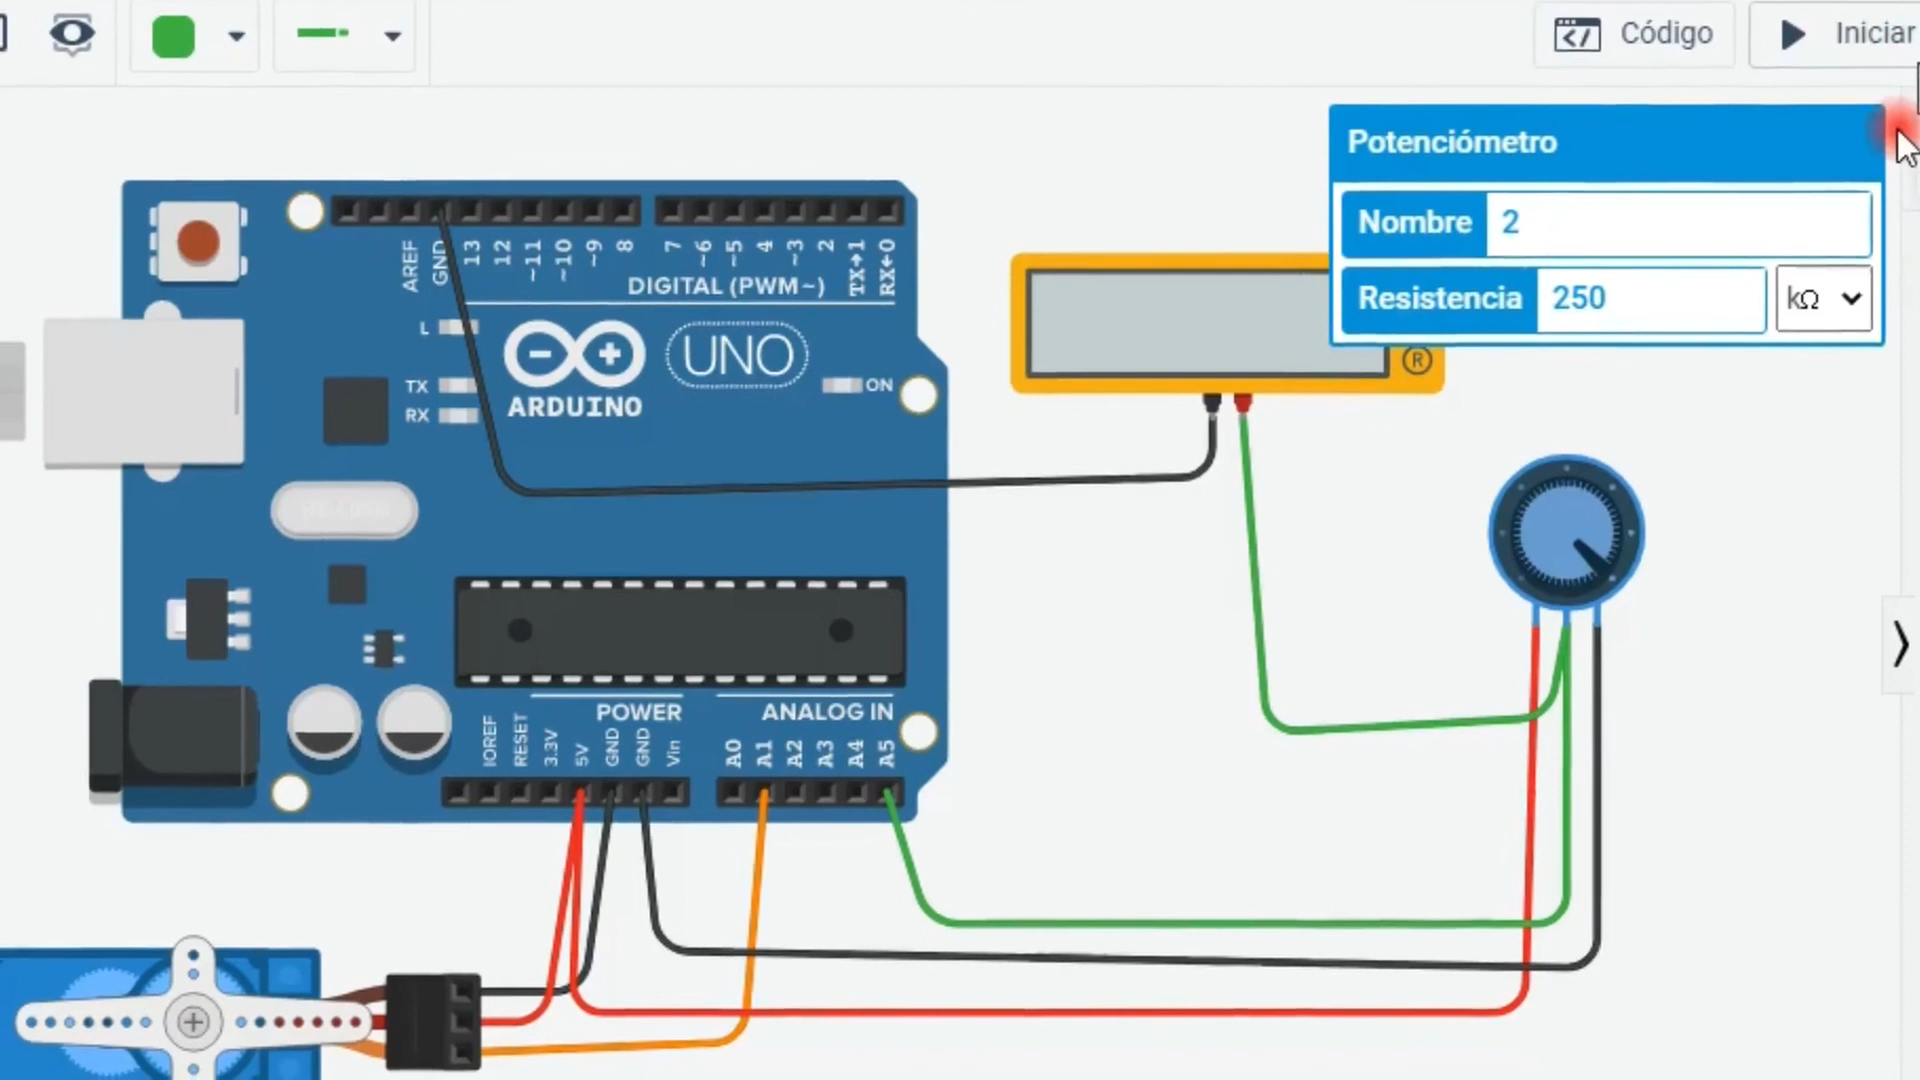 Código
Iniciar
Potenciómetro
Nombre 2
Resistencia 250 kΩ
AREF
GND
13
12
~11
~10
~9
8
7
~6
~5
4
~3
2
TX→1
RX←0
DIGITAL (PWM~)
L
TX
RX
ARDUINO
UNO
ON
R
POWER
ANALOG IN
IOREF
RESET
3.3V
5V
GND
GND
Vin
A0
A1
A2
A3
A4
A5